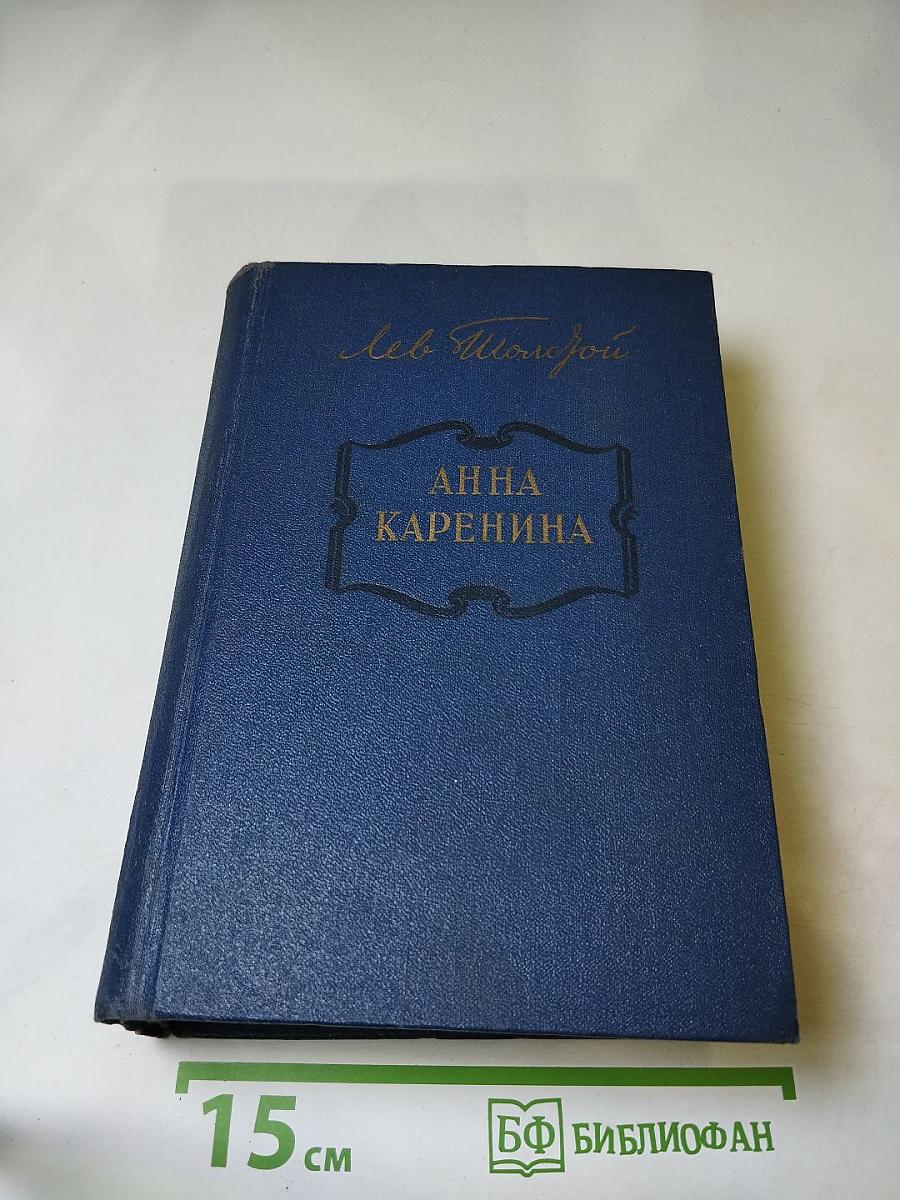 Лев Толстой
АННА
КАРЕНИНА
15 см
БФ БИБЛИОФАН